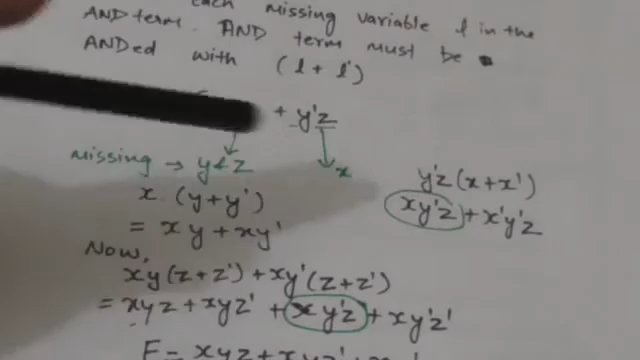 each missing variable l in the
AND term. AND term must be
ANDed with (l + l')
+ y'z
missing → y & z
x
x (y+y')
= xy + xy'
y'z (x+x')
xy'z + x'y'z
Now,
xy(z+z') + xy'(z+z')
= xyz + xyz' + xy'z + xy'z'
F = xyz +